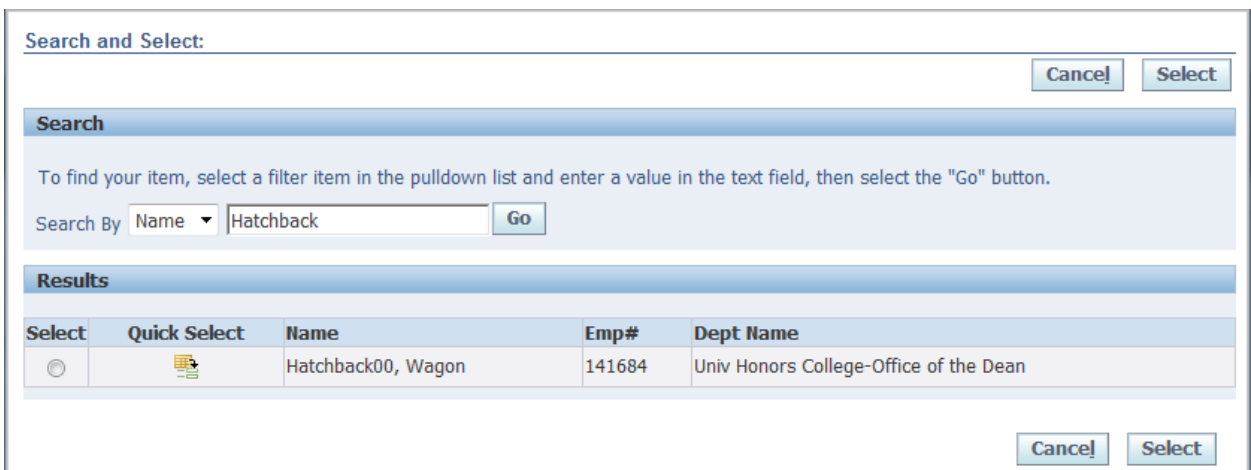 Search and Select:
Cancel Select
Search
To find your item, select a filter item in the pulldown list and enter a value in the text field, then select the "Go" button.
Search By Name Hatchback Go
Results
Select Quick Select Name Emp# Dept Name
Hatchback00, Wagon 141684 Univ Honors College-Office of the Dean
Cancel Select